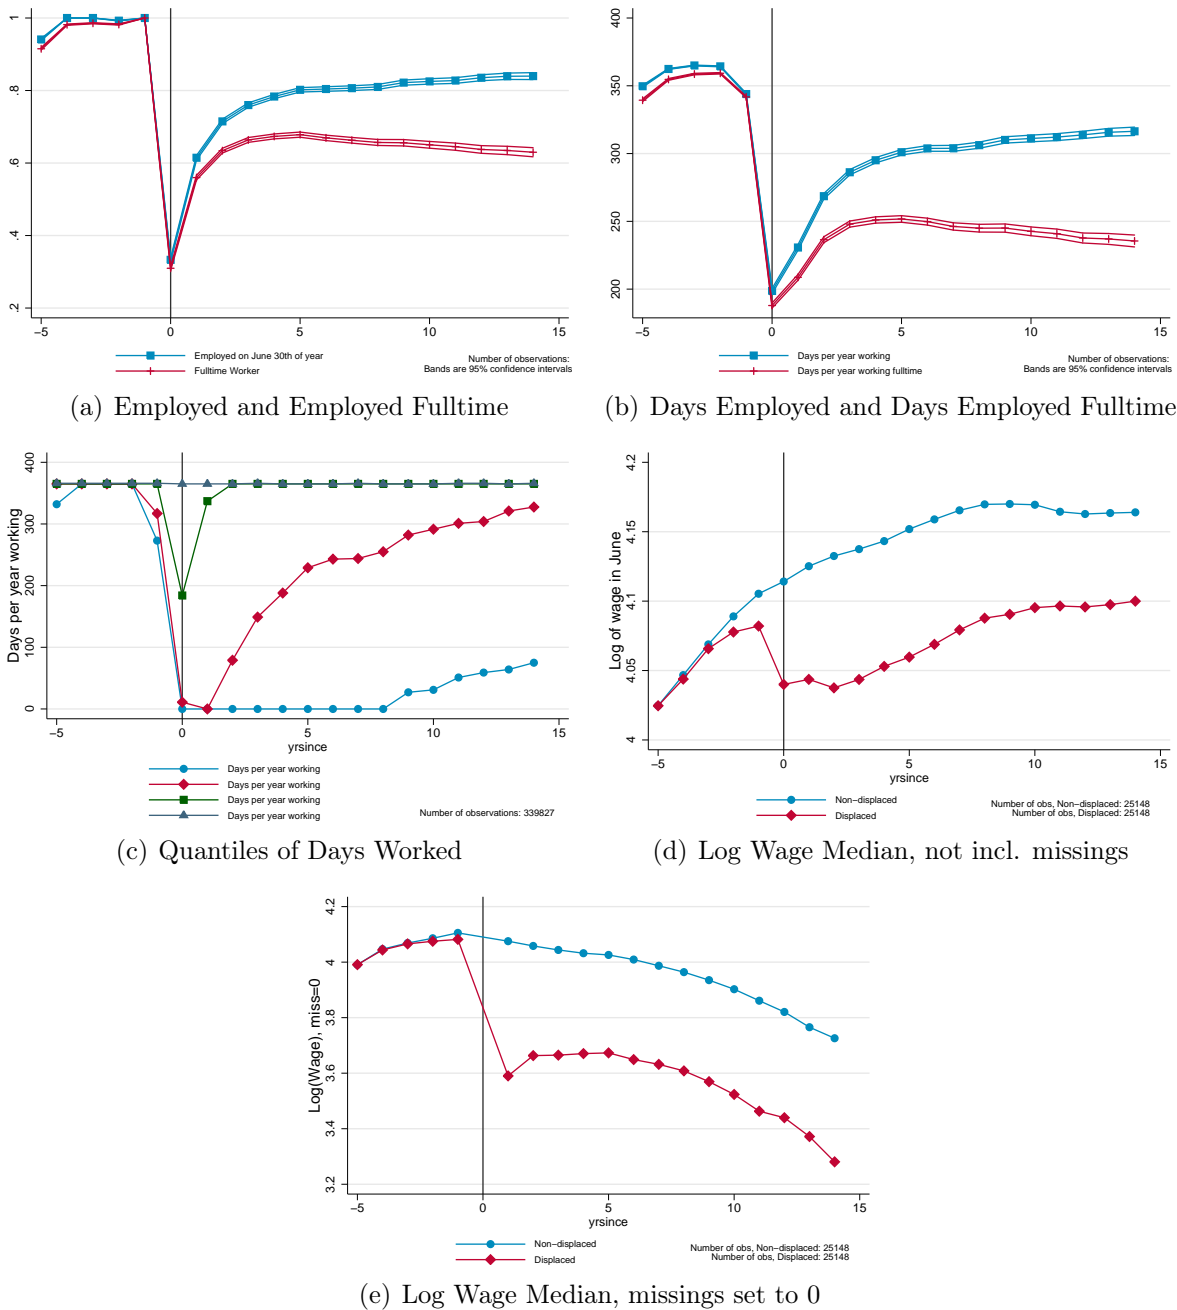 1
.8
.6
.4
.2
−5
0
5
10
15
Employed on June 30th of year
Fulltime Worker
Number of observations:
Bands are 95% confidence intervals
(a) Employed and Employed Fulltime
400
350
300
250
200
−5
0
5
10
15
Days per year working
Days per year working fulltime
Number of observations:
Bands are 95% confidence intervals
(b) Days Employed and Days Employed Fulltime
Days per year working
400
300
200
100
0
−5
0
5
10
15
yrsince
Days per year working
Days per year working
Days per year working
Days per year working
Number of observations: 339827
(c) Quantiles of Days Worked
Log of wage in June
4.2
4.15
4.1
4.05
4
−5
0
5
10
15
yrsince
Non−displaced
Displaced
Number of obs, Non−displaced: 25148
Number of obs, Displaced: 25148
(d) Log Wage Median, not incl. missings
Log(Wage), miss=0
4.2
4
3.8
3.6
3.4
3.2
−5
0
5
10
15
yrsince
Non−displaced
Displaced
Number of obs, Non−displaced: 25148
Number of obs, Displaced: 25148
(e) Log Wage Median, missings set to 0